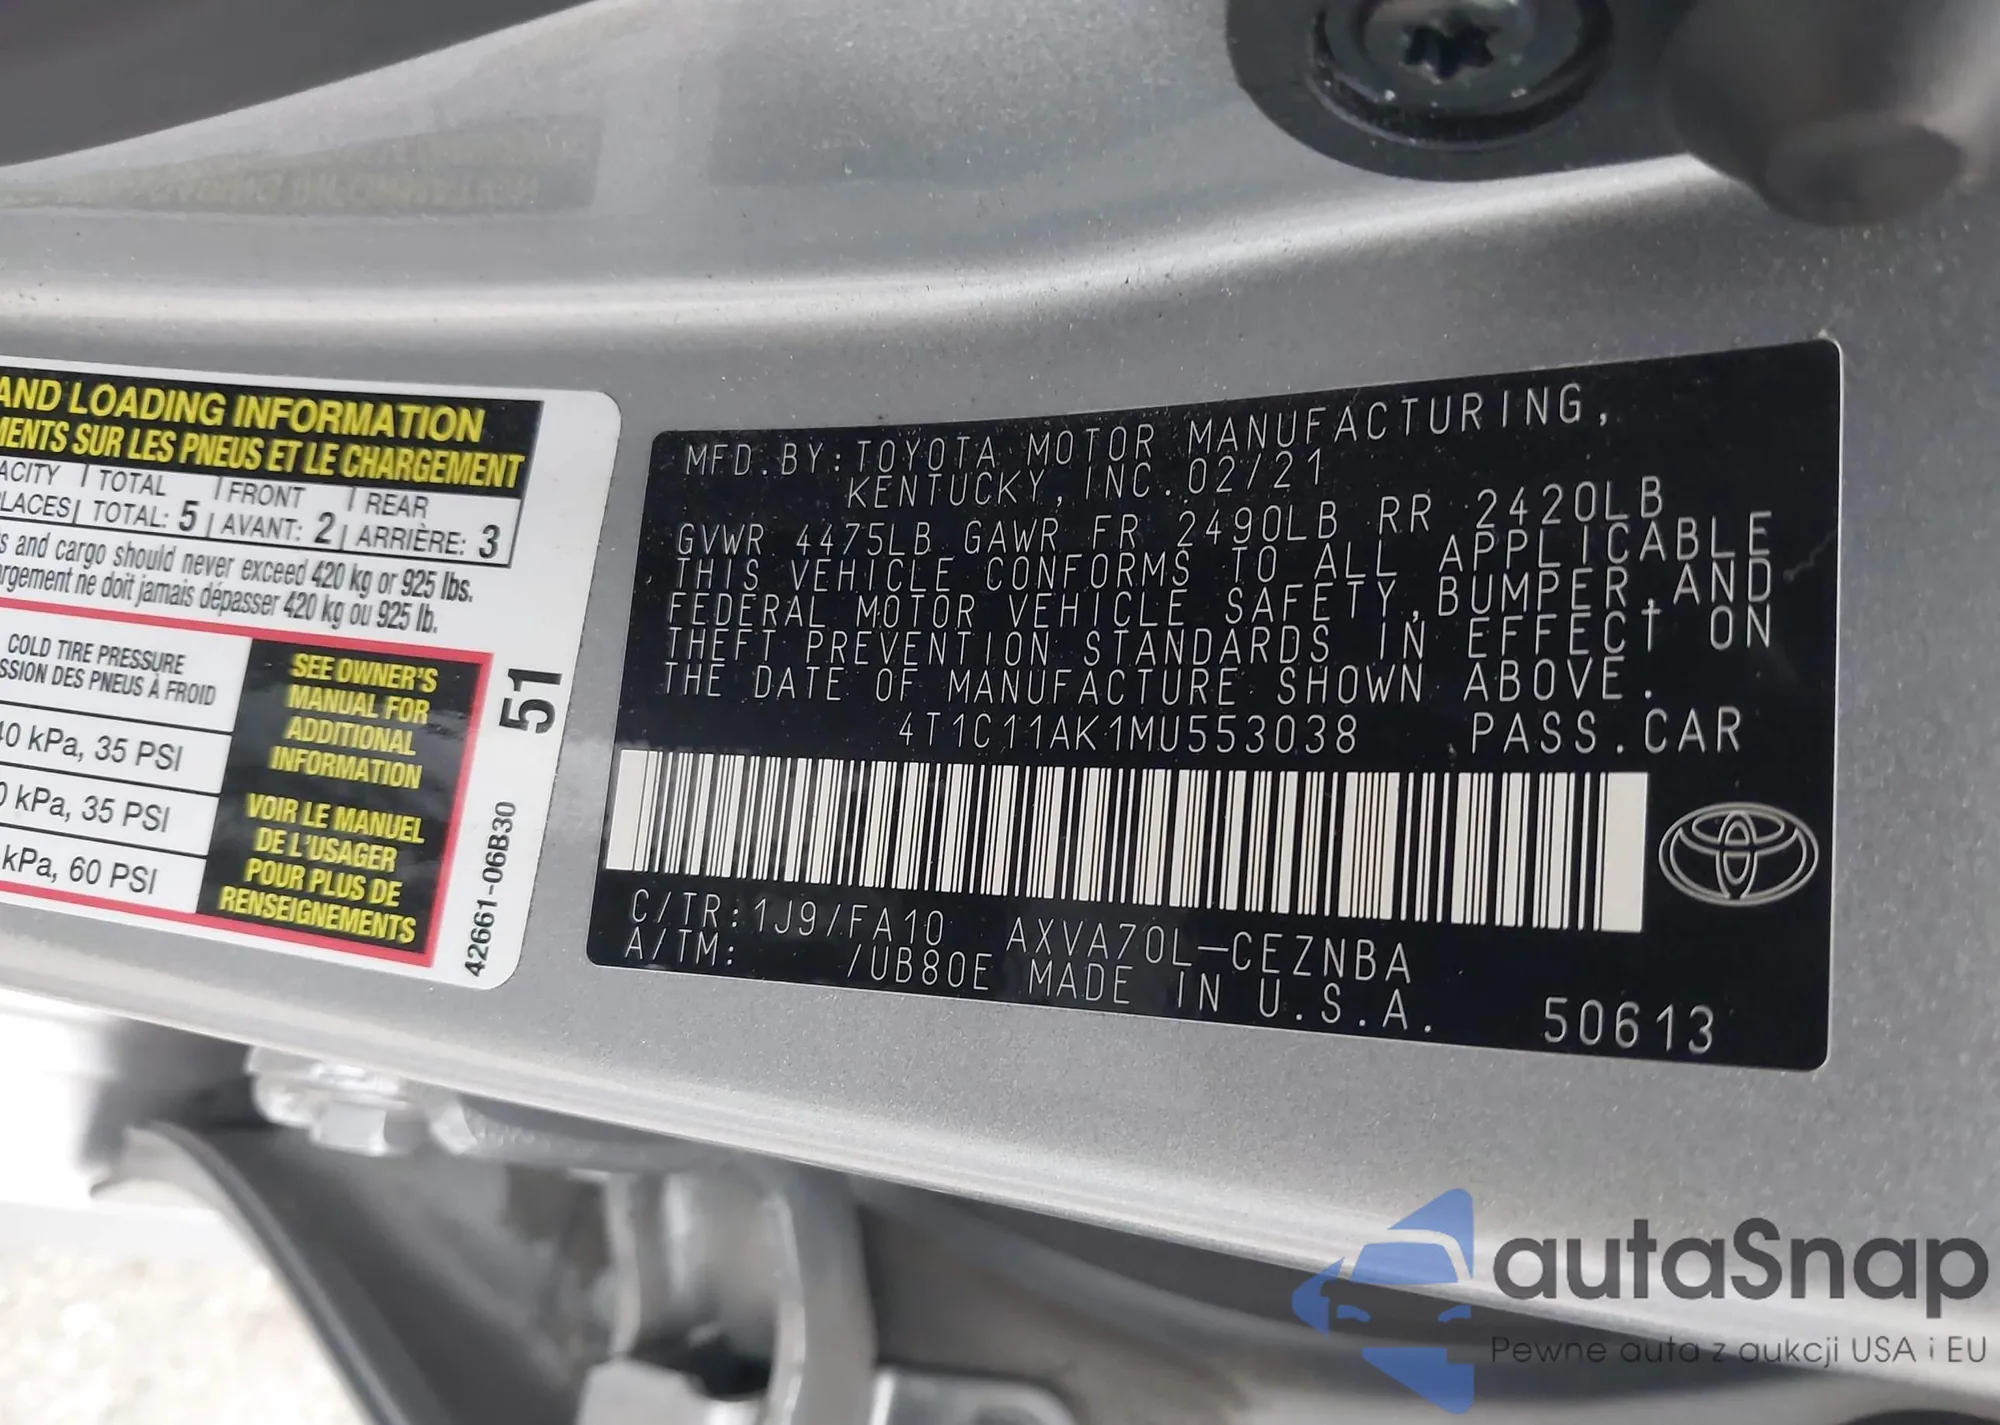 AND LOADING INFORMATION
MENTS SUR LES PNEUS ET LE CHARGEMENT
ACITY TOTAL FRONT REAR
PLACES TOTAL: 5 AVANT: 2 ARRIÈRE: 3
s and cargo should never exceed 420 kg or 925 lbs.
rgement ne doit jamais dépasser 420 kg ou 925 lb.
COLD TIRE PRESSURE
SSION DES PNEUS À FROID
40 kPa, 35 PSI
0 kPa, 35 PSI
kPa, 60 PSI
SEE OWNER'S
MANUAL FOR
ADDITIONAL
INFORMATION
VOIR LE MANUEL
DE L'USAGER
POUR PLUS DE
RENSEIGNEMENTS
51
42661-06B30
MFD.BY:TOYOTA MOTOR MANUFACTURING,
KENTUCKY,INC.02/21
GVWR 4475LB GAWR FR 2490LB RR 2420LB
THIS VEHICLE CONFORMS TO ALL APPLICABLE
FEDERAL MOTOR VEHICLE SAFETY,BUMPER,AND
THEFT PREVENTION STANDARDS IN EFFECT ON
THE DATE OF MANUFACTURE SHOWN ABOVE.
4T1C11AK1MU553038 PASS.CAR
C/TR:1J9/FA10 AXVA70L-CEZNBA
A/TM: /UB80E MADE IN U.S.A.
50613
autaSnap
Pewne auta z aukcji USA i EU